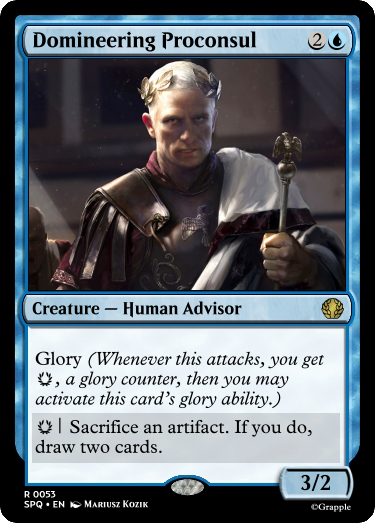 Domineering Proconsul 2
Creature — Human Advisor
Glory (Whenever this attacks, you get
, a glory counter, then you may
activate this card's glory ability.)
| Sacrifice an artifact. If you do,
draw two cards.
3/2
R 0053
SPQ • EN Mariusz Kozik
©Grapple